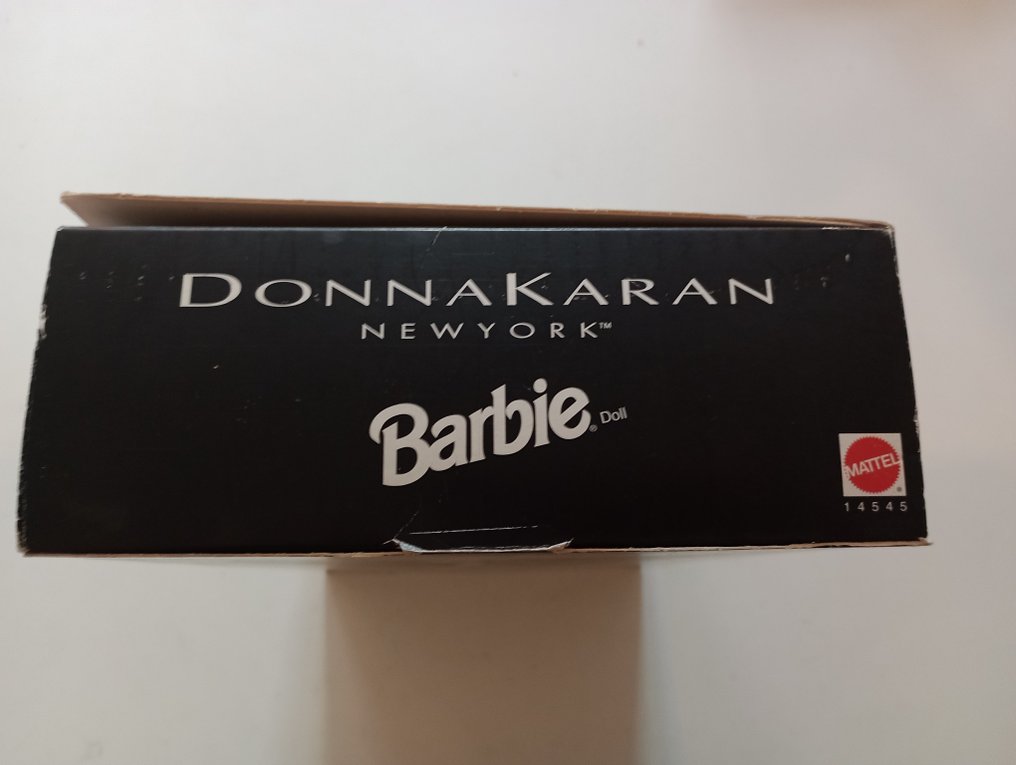 DONNAKARAN
NEWYORK™
Barbie® Doll
MATTEL®
14545